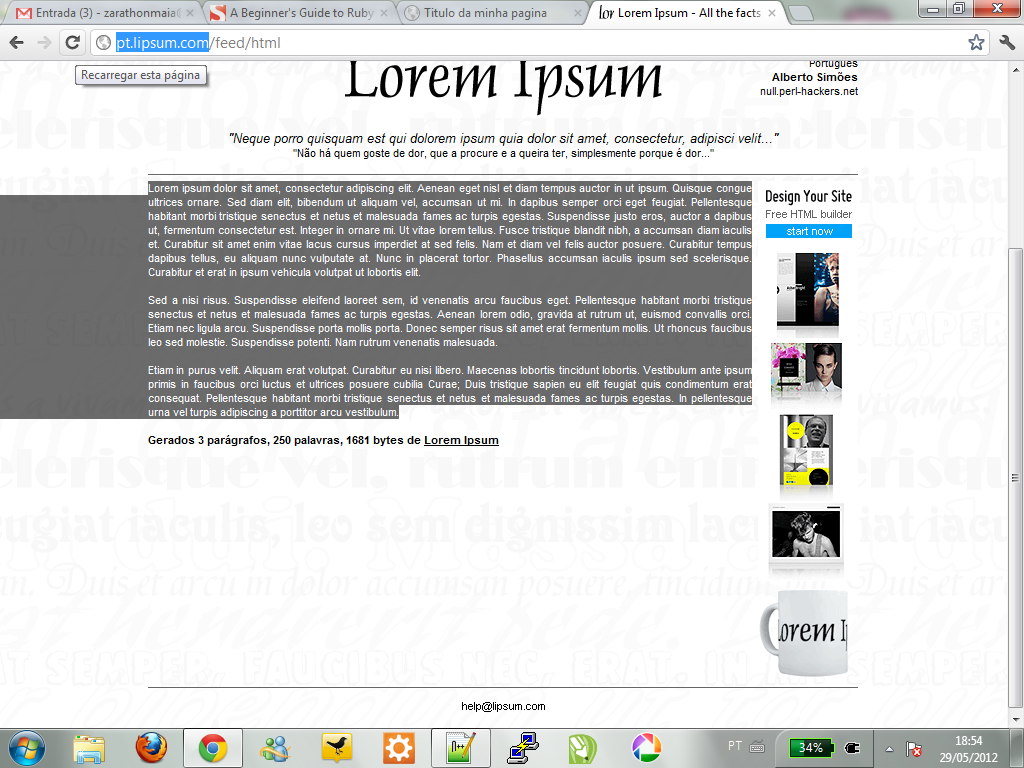 Entrada (3) - zarathonmaia
A Beginner's Guide to Ruby
Titulo da minha pagina
Lorem Ipsum - All the facts
pt.lipsum.com/feed/html
Recarregar esta página
Lorem Ipsum
Português
Alberto Simões
null.perl-hackers.net
"Neque porro quisquam est qui dolorem ipsum quia dolor sit amet, consectetur, adipisci velit..."
"Não há quem goste de dor, que a procure e a queira ter, simplesmente porque é dor..."
Lorem ipsum dolor sit amet, consectetur adipiscing elit. Aenean eget nisl et diam tempus auctor in ut ipsum. Quisque congue
ultrices ornare. Sed diam elit, bibendum ut aliquam vel, accumsan ut mi. In dapibus semper orci eget feugiat. Pellentesque
habitant morbi tristique senectus et netus et malesuada fames ac turpis egestas. Suspendisse justo eros, auctor a dapibus
ut, fermentum consectetur est. Integer in ornare mi. Ut vitae lorem tellus. Fusce tristique blandit nibh, a accumsan diam iaculis
et. Curabitur sit amet enim vitae lacus cursus imperdiet at sed felis. Nam et diam vel felis auctor posuere. Curabitur tempus
dapibus tellus, eu aliquam nunc vulputate at. Nunc in placerat tortor. Phasellus accumsan iaculis ipsum sed scelerisque.
Curabitur et erat in ipsum vehicula volutpat ut lobortis elit.
Sed a nisi risus. Suspendisse eleifend laoreet sem, id venenatis arcu faucibus eget. Pellentesque habitant morbi tristique
senectus et netus et malesuada fames ac turpis egestas. Aenean lorem odio, gravida at rutrum ut, euismod convallis orci.
Etiam nec ligula arcu. Suspendisse porta mollis porta. Donec semper risus sit amet erat fermentum mollis. Ut rhoncus faucibus
leo sed molestie. Suspendisse potenti. Nam rutrum venenatis malesuada.
Etiam in purus velit. Aliquam erat volutpat. Curabitur eu nisi libero. Maecenas lobortis tincidunt lobortis. Vestibulum ante ipsum
primis in faucibus orci luctus et ultrices posuere cubilia Curae; Duis tristique sapien eu elit feugiat quis condimentum erat
consequat. Pellentesque habitant morbi tristique senectus et netus et malesuada fames ac turpis egestas. In pellentesque
urna vel turpis adipiscing a porttitor arcu vestibulum.
Gerados 3 parágrafos, 250 palavras, 1681 bytes de Lorem Ipsum
Design Your Site
Free HTML builder
start now
orem Ip
help@lipsum.com
PT
34%
18:54
29/05/2012